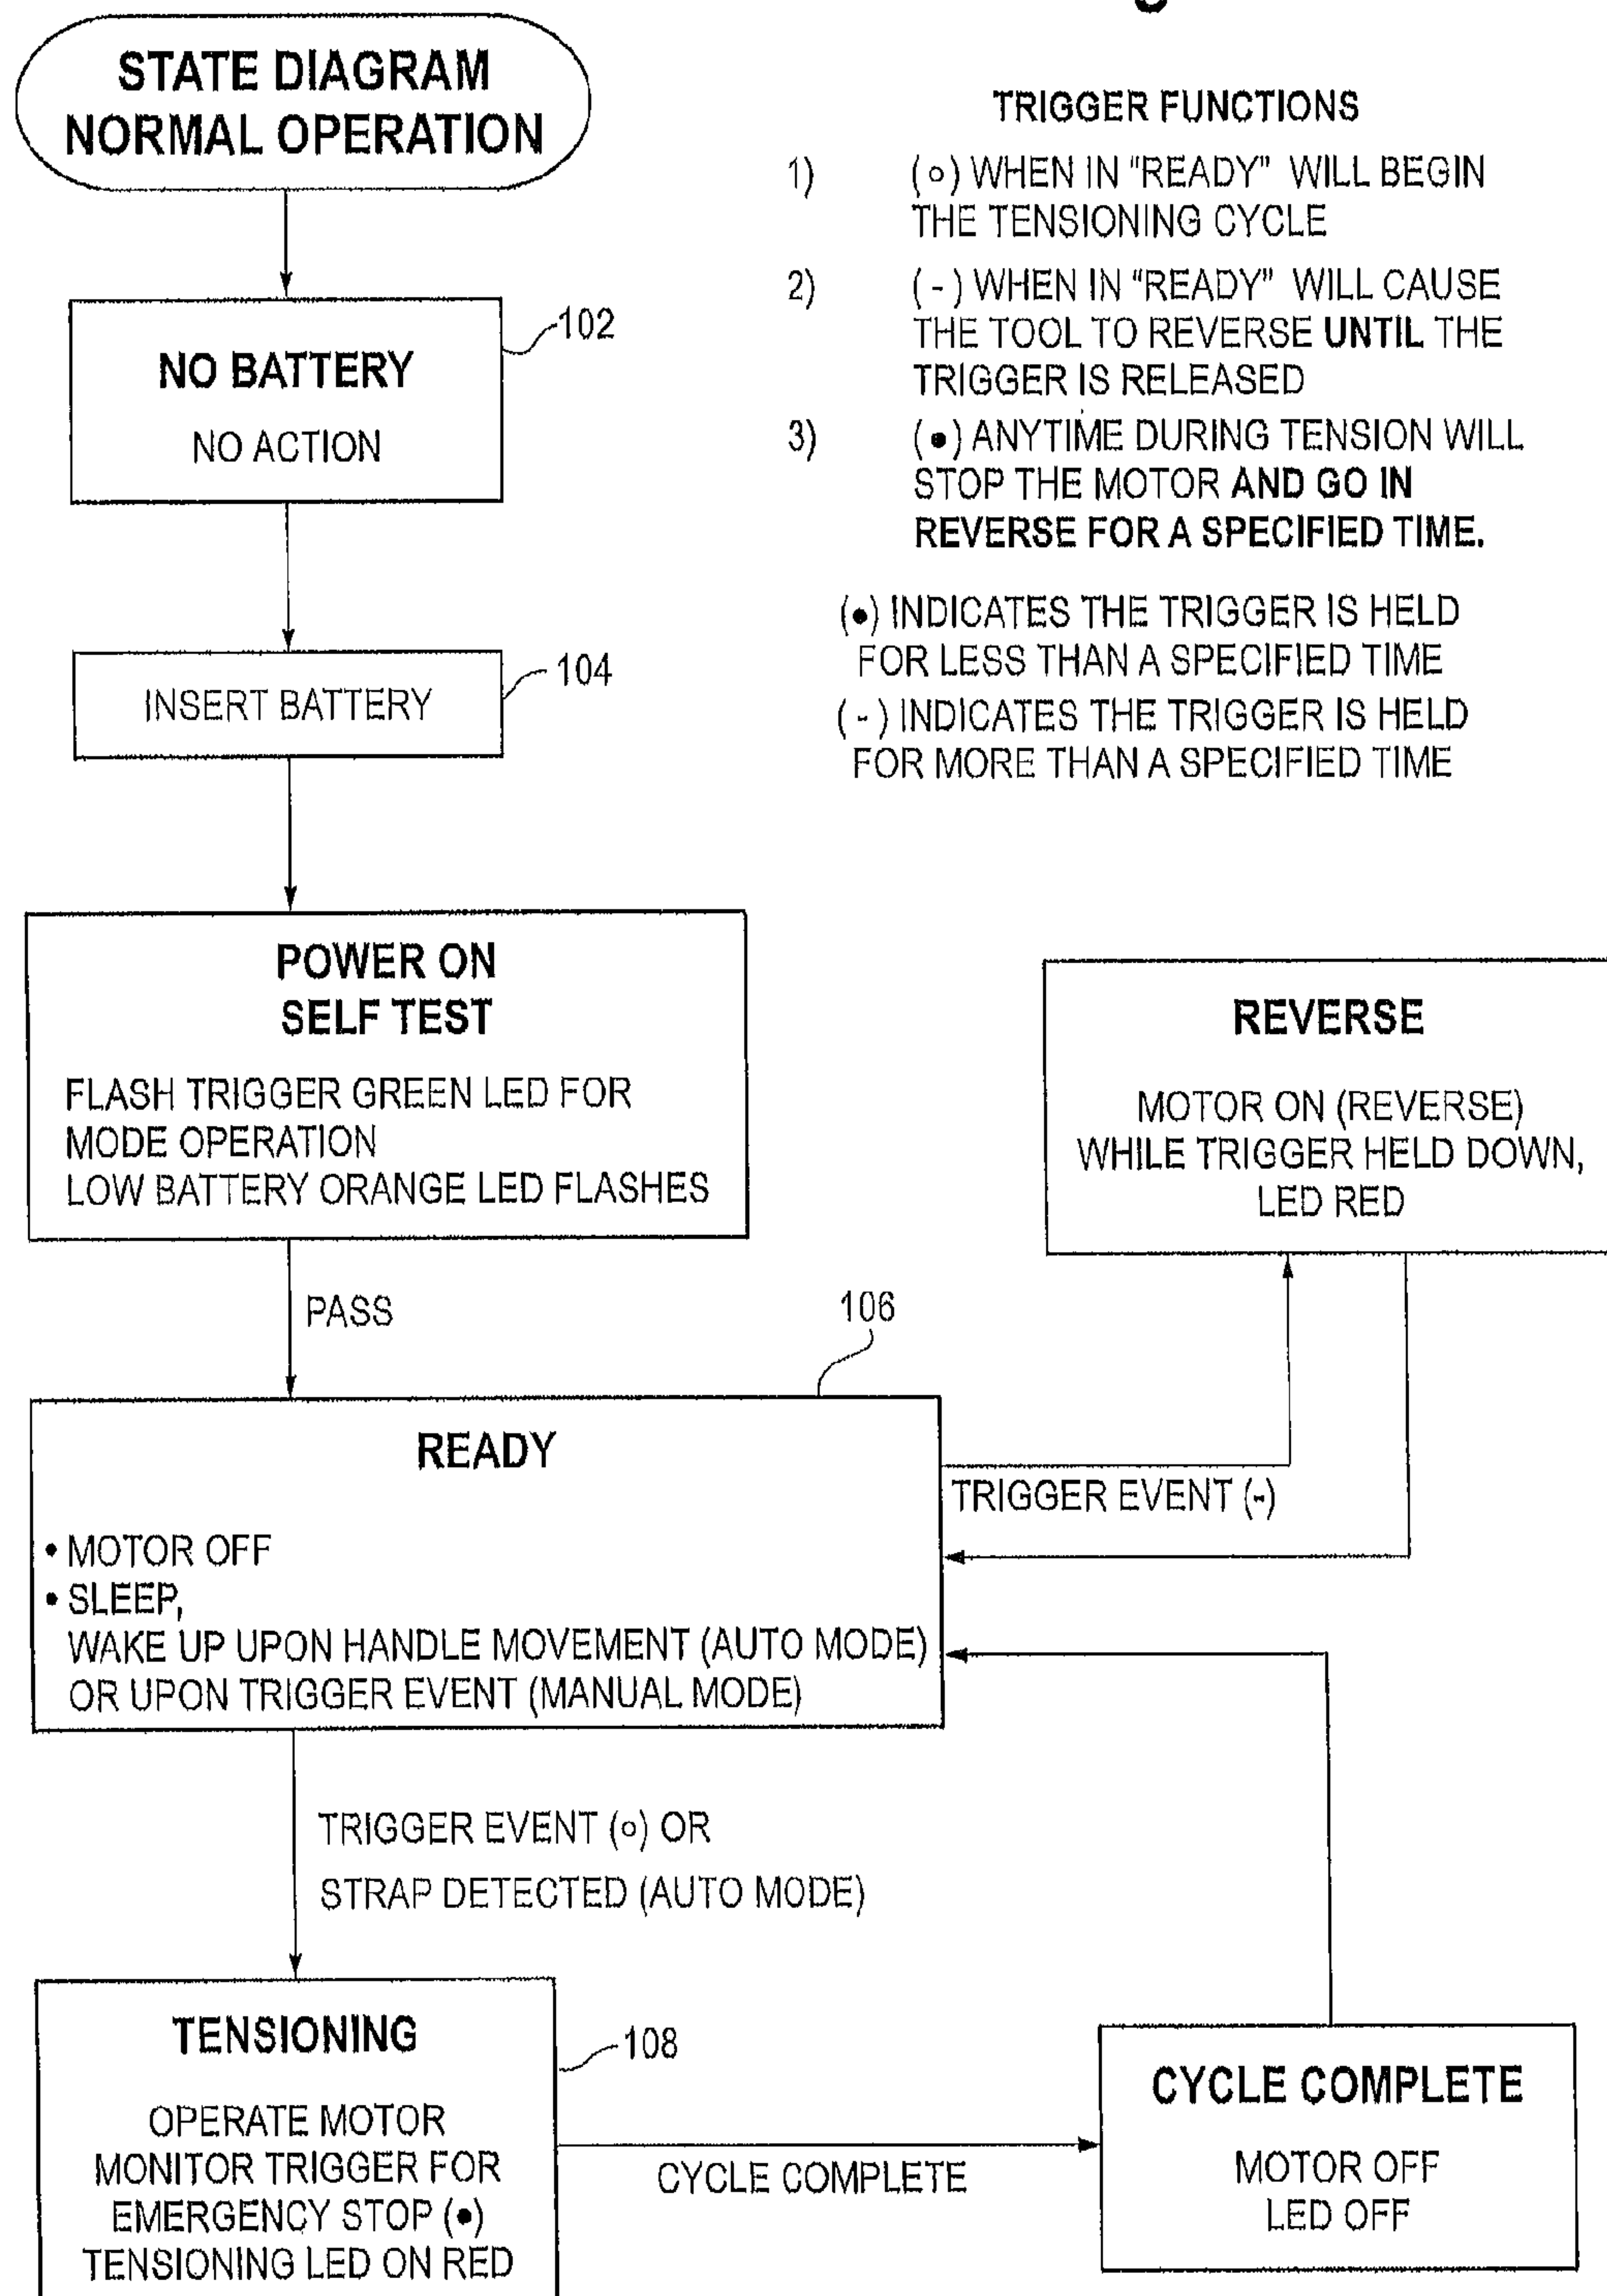 STATE DIAGRAM
NORMAL OPERATION
TRIGGER FUNCTIONS
1) (∘) WHEN IN "READY" WILL BEGIN
THE TENSIONING CYCLE
2) (-) WHEN IN "READY" WILL CAUSE
THE TOOL TO REVERSE UNTIL THE
TRIGGER IS RELEASED
3) (•) ANYTIME DURING TENSION WILL
STOP THE MOTOR AND GO IN
REVERSE FOR A SPECIFIED TIME.
(•) INDICATES THE TRIGGER IS HELD
FOR LESS THAN A SPECIFIED TIME
(-) INDICATES THE TRIGGER IS HELD
FOR MORE THAN A SPECIFIED TIME
NO BATTERY
NO ACTION
102
INSERT BATTERY
104
POWER ON
SELF TEST
FLASH TRIGGER GREEN LED FOR
MODE OPERATION
LOW BATTERY ORANGE LED FLASHES
REVERSE
MOTOR ON (REVERSE)
WHILE TRIGGER HELD DOWN,
LED RED
PASS
106
READY
• MOTOR OFF
• SLEEP,
WAKE UP UPON HANDLE MOVEMENT (AUTO MODE)
OR UPON TRIGGER EVENT (MANUAL MODE)
TRIGGER EVENT (-)
TRIGGER EVENT (∘) OR
STRAP DETECTED (AUTO MODE)
TENSIONING
OPERATE MOTOR
MONITOR TRIGGER FOR
EMERGENCY STOP (•)
TENSIONING LED ON RED
108
CYCLE COMPLETE
CYCLE COMPLETE
MOTOR OFF
LED OFF